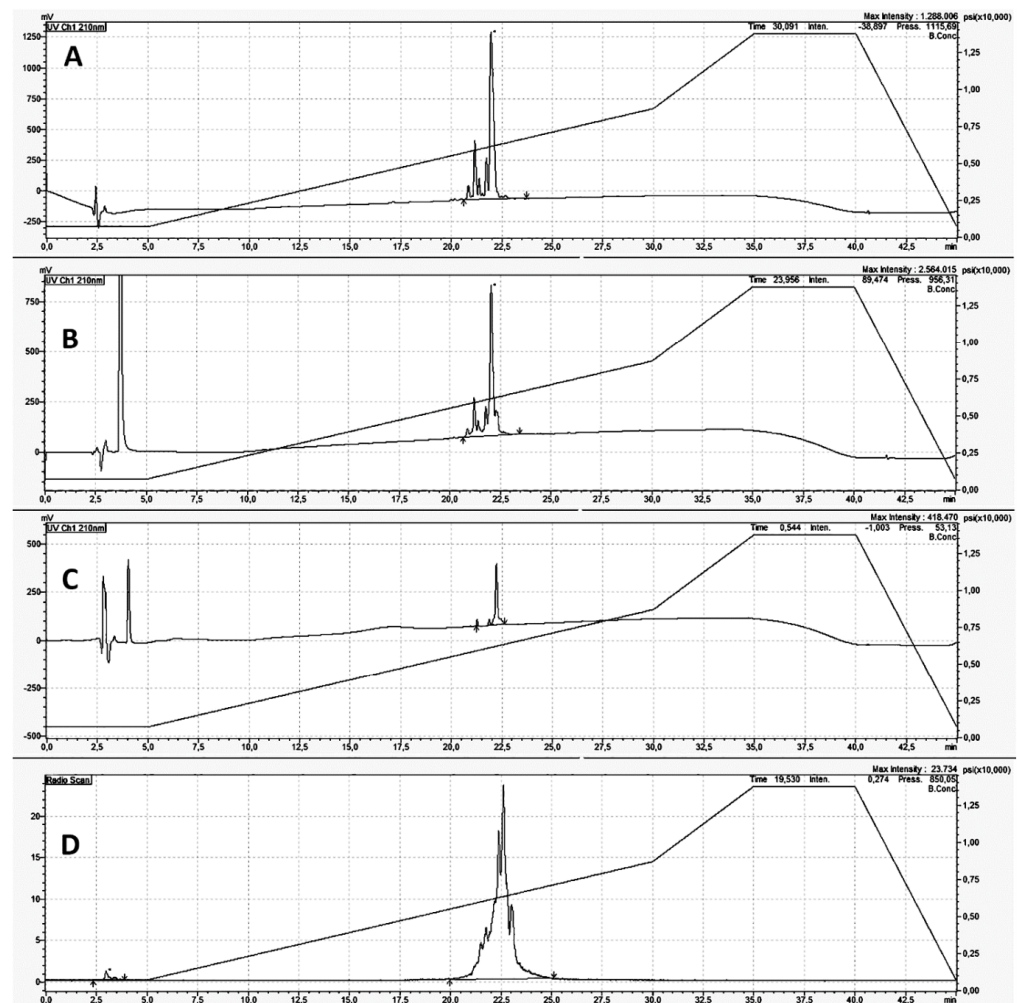 mV Max Intensity : 1.288.006 psi(x10,000)
UV Ch1 210nm Time 30,091 Inten. -38,897 Press. 1115,69
B.Conc
A
1250
1000
750
500
250
0
-250
1,25
1,00
0,75
0,50
0,25
0,00
0,0 2,5 5,0 7,5 10,0 12,5 15,0 17,5 20,0 22,5 25,0 27,5 30,0 32,5 35,0 37,5 40,0 42,5 min
mV Max Intensity : 2.564.015 psi(x10,000)
UV Ch1 210nm Time 23,956 Inten. 89,474 Press. 956,31
B.Conc
B
750
500
250
0
1,25
1,00
0,75
0,50
0,25
0,00
0,0 2,5 5,0 7,5 10,0 12,5 15,0 17,5 20,0 22,5 25,0 27,5 30,0 32,5 35,0 37,5 40,0 42,5 min
mV Max Intensity : 418.470 psi(x10,000)
UV Ch1 210nm Time 0,544 Inten. -1,003 Press. 53,13
B.Conc
C
500
250
0
-250
-500
1,25
1,00
0,75
0,50
0,25
0,00
0,0 2,5 5,0 7,5 10,0 12,5 15,0 17,5 20,0 22,5 25,0 27,5 30,0 32,5 35,0 37,5 40,0 42,5 min
mV Max Intensity : 23.734 psi(x10,000)
Radio Scan Time 19,530 Inten. 0,274 Press. 850,05
B.Conc
D
20
15
10
5
0
1,25
1,00
0,75
0,50
0,25
0,00
0,0 2,5 5,0 7,5 10,0 12,5 15,0 17,5 20,0 22,5 25,0 27,5 30,0 32,5 35,0 37,5 40,0 42,5 min